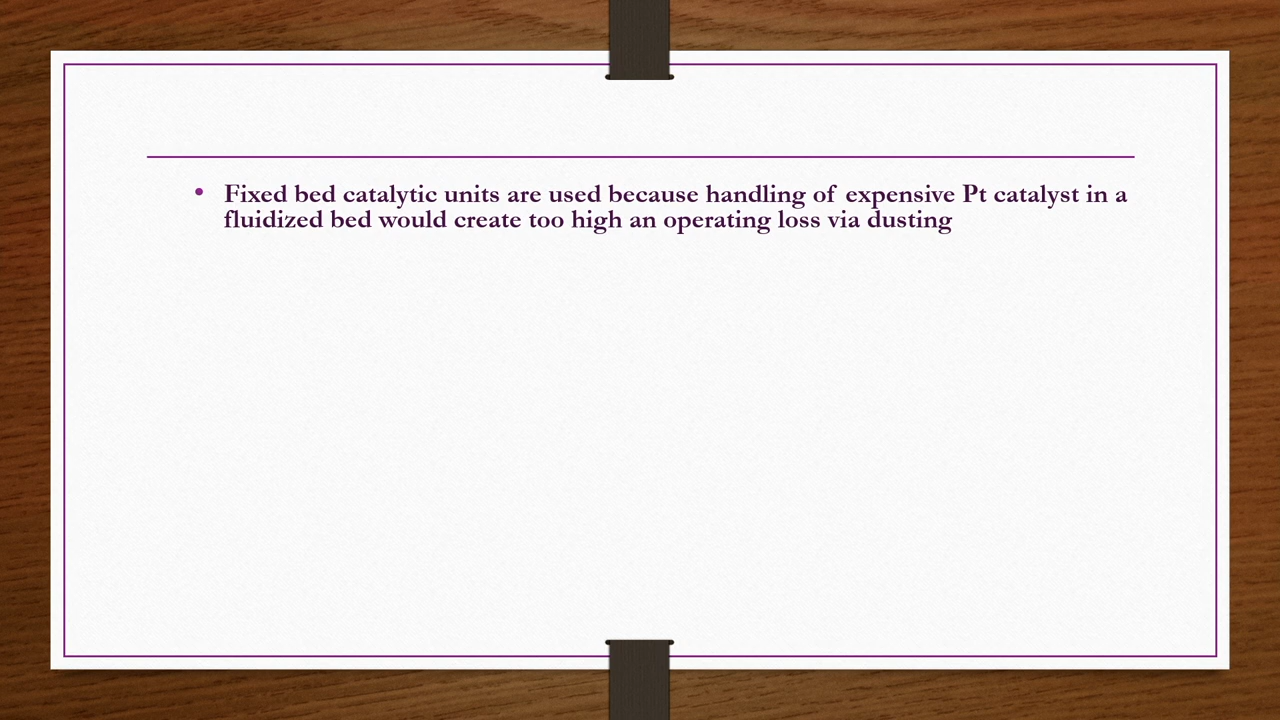 • Fixed bed catalytic units are used because handling of expensive Pt catalyst in a
fluidized bed would create too high an operating loss via dusting